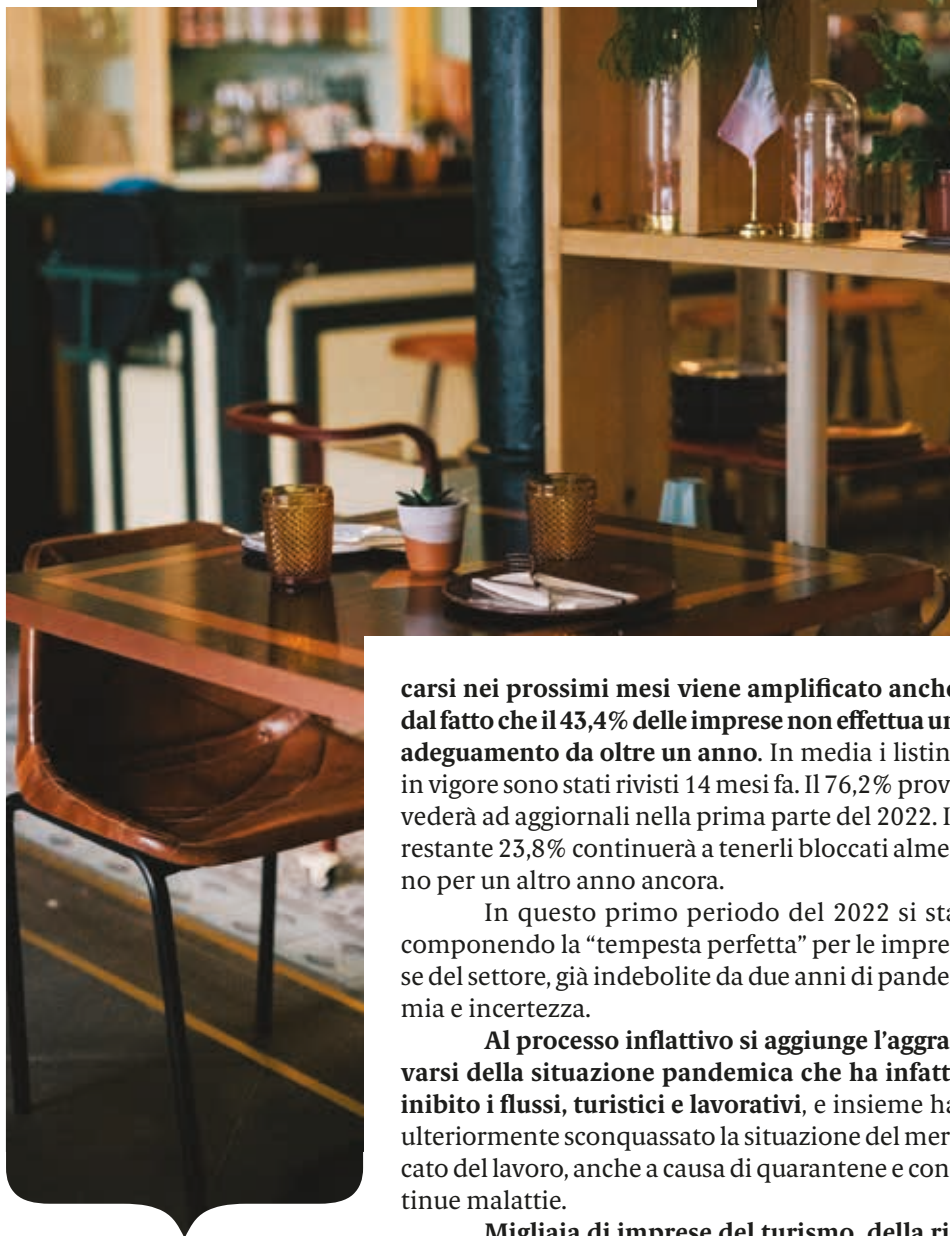 carsi nei prossimi mesi viene amplificato anche
dal fatto che il 43,4% delle imprese non effettua un
adeguamento da oltre un anno. In media i listin
in vigore sono stati rivisti 14 mesi fa. Il 76,2% prov
vederà ad aggiornali nella prima parte del 2022. I
restante 23,8% continuerà a tenerli bloccati alme
no per un altro anno ancora.
In questo primo periodo del 2022 si sta
componendo la “tempesta perfetta” per le impre
se del settore, già indebolite da due anni di pande
mia e incertezza.
Al processo inflattivo si aggiunge l’aggra
varsi della situazione pandemica che ha infatt
inibito i flussi, turistici e lavorativi, e insieme ha
ulteriormente sconquassato la situazione del mer
cato del lavoro, anche a causa di quarantene e con
tinue malattie.
Migliaia di imprese del turismo, della ri